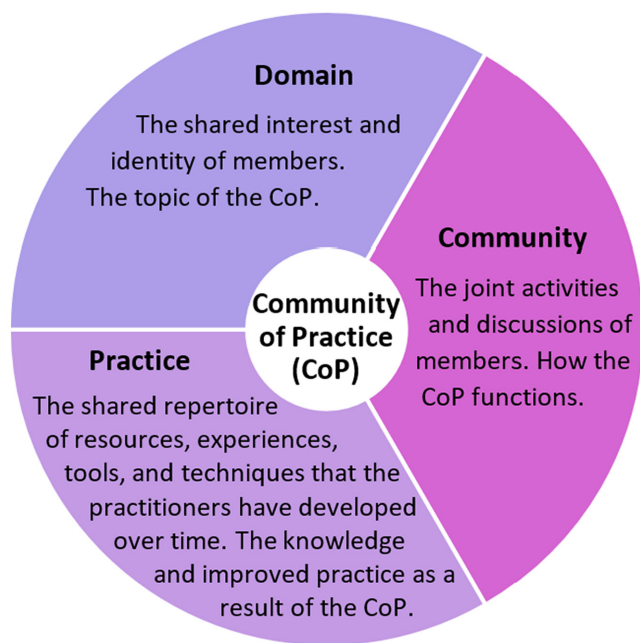 Domain
The shared interest and
identity of members.
The topic of the CoP.
Community
The joint activities
and discussions of
members. How the
CoP functions.
Community
of Practice
(CoP)
Practice
The shared repertoire
of resources, experiences,
tools, and techniques that the
practitioners have developed
over time. The knowledge
and improved practice as a
result of the CoP.